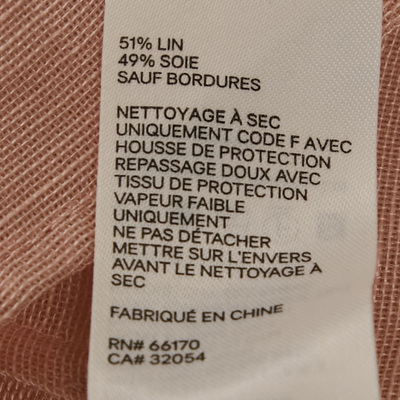 51% LIN
49% SOIE
SAUF BORDURES
NETTOYAGE À SEC
UNIQUEMENT CODE F AVEC
HOUSSE DE PROTECTION
REPASSAGE DOUX AVEC
TISSU DE PROTECTION
VAPEUR FAIBLE
UNIQUEMENT
NE PAS DÉTACHER
METTRE SUR L'ENVERS
AVANT LE NETTOYAGE À
SEC
FABRIQUÉ EN CHINE
RN# 66170
CA# 32054